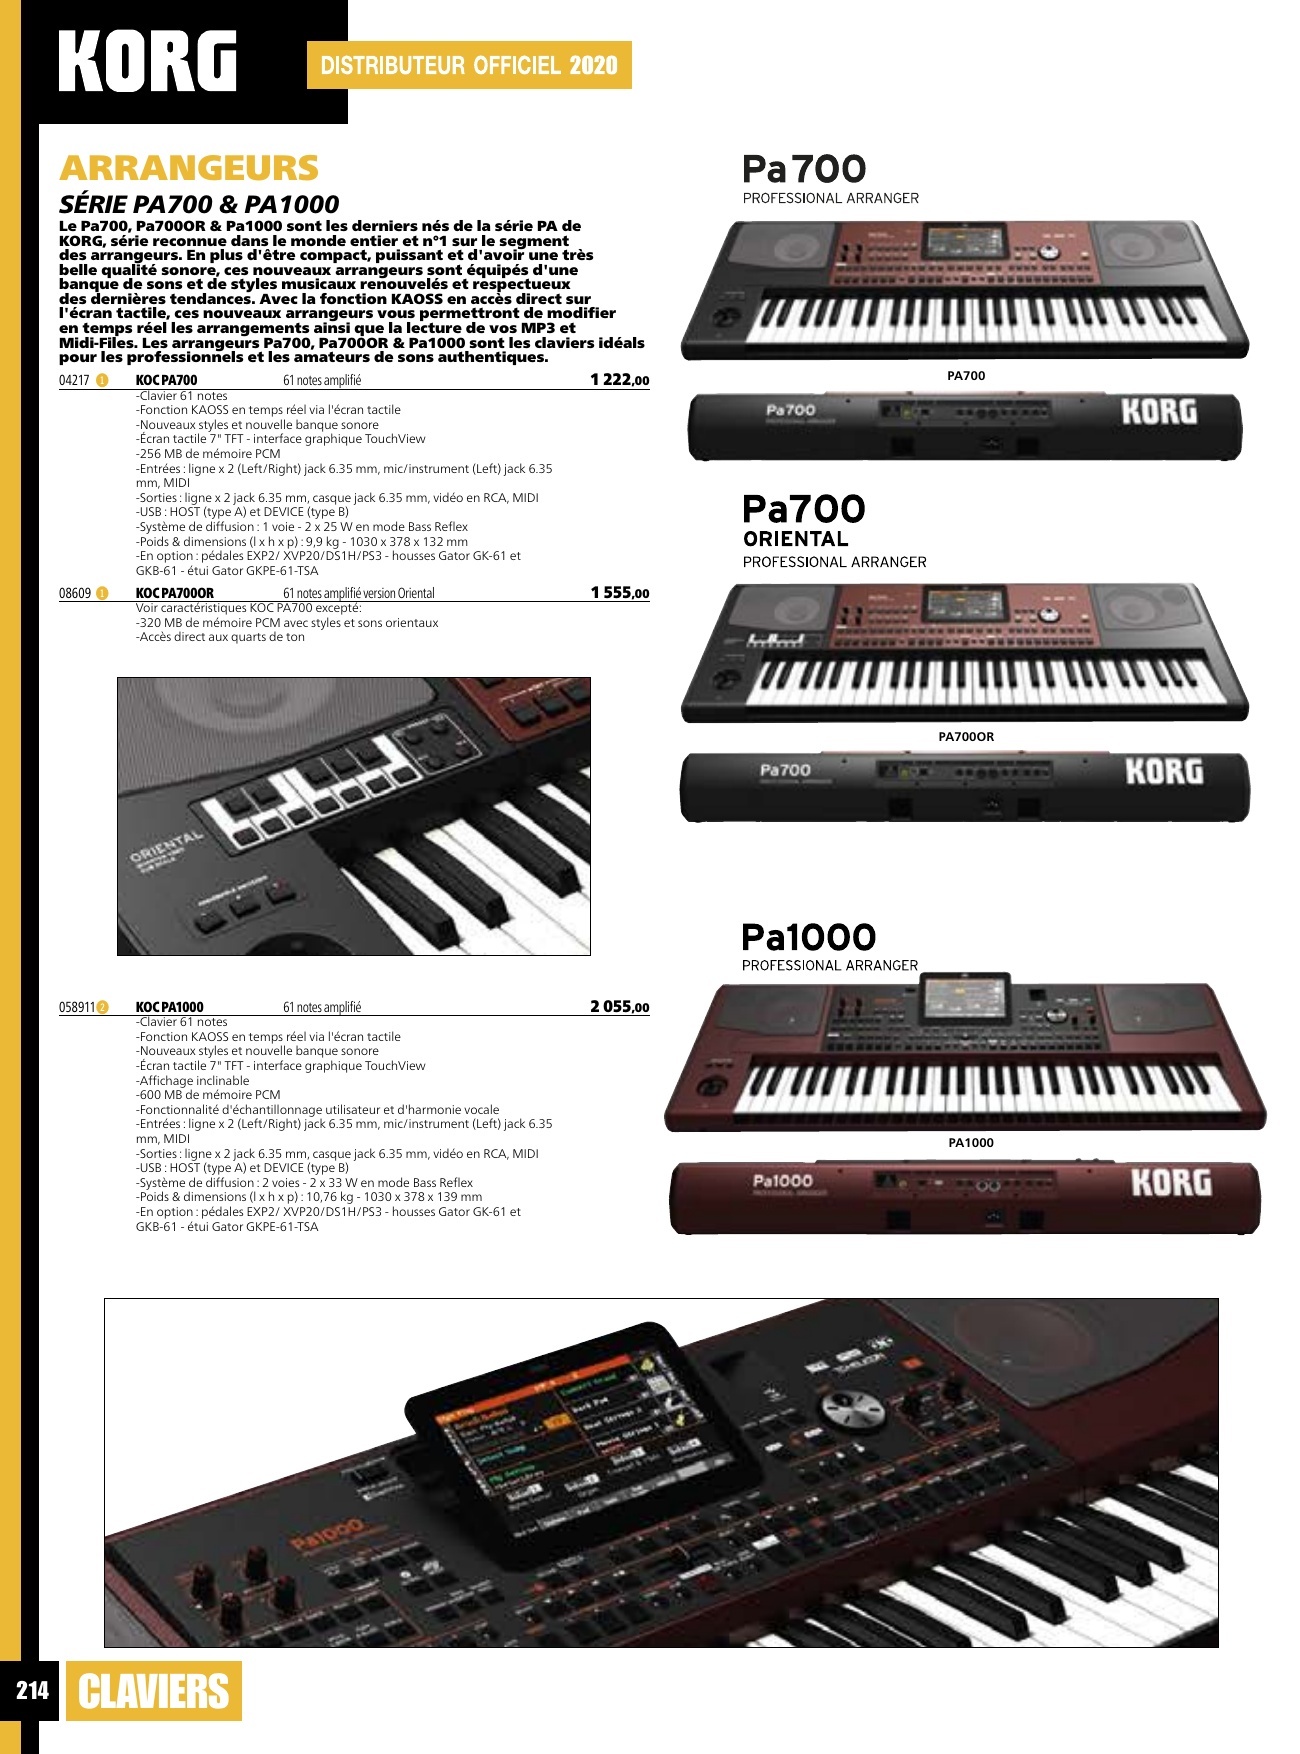 KORG
DISTRIBUTEUR OFFICIEL 2020
ARRANGEURS
SÉRIE PA700 & PA1000
Le Pa700, Pa700OR & Pa1000 sont les derniers nés de la série PA de
KORG, série reconnue dans le monde entier et n°1 sur le segment
des arrangeurs. En plus d'être compact, puissant et d'avoir une très
belle qualité sonore, ces nouveaux arrangeurs sont équipés d'une
banque de sons et de styles musicaux renouvelés et respectueux
des dernières tendances. Avec la fonction KAOSS en accès direct sur
l'écran tactile, ces nouveaux arrangeurs vous permettront de modifier
en temps réel les arrangements ainsi que la lecture de vos MP3 et
Midi-Files. Les arrangeurs Pa700, Pa700OR & Pa1000 sont les claviers idéals
pour les professionnels et les amateurs de sons authentiques.
04217 1 KOC PA700 61 notes amplifié 1 222,00
-Clavier 61 notes
-Fonction KAOSS en temps réel via l'écran tactile
-Nouveaux styles et nouvelle banque sonore
-Écran tactile 7" TFT - interface graphique TouchView
-256 MB de mémoire PCM
-Entrées : ligne x 2 (Left/Right) jack 6.35 mm, mic/instrument (Left) jack 6.35
mm, MIDI
-Sorties : ligne x 2 jack 6.35 mm, casque jack 6.35 mm, vidéo en RCA, MIDI
-USB : HOST (type A) et DEVICE (type B)
-Système de diffusion : 1 voie - 2 x 25 W en mode Bass Reflex
-Poids & dimensions (l x h x p) : 9,9 kg - 1030 x 378 x 132 mm
-En option : pédales EXP2/ XVP20/DS1H/PS3 - housses Gator GK-61 et
GKB-61 - étui Gator GKPE-61-TSA
08609 1 KOC PA700OR 61 notes amplifié version Oriental 1 555,00
Voir caractéristiques KOC PA700 excepté:
-320 MB de mémoire PCM avec styles et sons orientaux
-Accès direct aux quarts de ton
ORIENTAL
058911 2 KOC PA1000 61 notes amplifié 2 055,00
-Clavier 61 notes
-Fonction KAOSS en temps réel via l'écran tactile
-Nouveaux styles et nouvelle banque sonore
-Écran tactile 7" TFT - interface graphique TouchView
-Affichage inclinable
-600 MB de mémoire PCM
-Fonctionnalité d'échantillonnage utilisateur et d'harmonie vocale
-Entrées : ligne x 2 (Left/Right) jack 6.35 mm, mic/instrument (Left) jack 6.35
mm, MIDI
-Sorties : ligne x 2 jack 6.35 mm, casque jack 6.35 mm, vidéo en RCA, MIDI
-USB : HOST (type A) et DEVICE (type B)
-Système de diffusion : 2 voies - 2 x 33 W en mode Bass Reflex
-Poids & dimensions (l x h x p) : 10,76 kg - 1030 x 378 x 139 mm
-En option : pédales EXP2/ XVP20/DS1H/PS3 - housses Gator GK-61 et
GKB-61 - étui Gator GKPE-61-TSA
Pa700
PROFESSIONAL ARRANGER
PA700
Pa700
PROFESSIONAL ARRANGER
KORG
Pa700
ORIENTAL
PROFESSIONAL ARRANGER
PA700OR
Pa700
KORG
Pa1000
PROFESSIONAL ARRANGER
PA1000
Pa1000
PROFESSIONAL ARRANGER
KORG
Pa1000
214
CLAVIERS